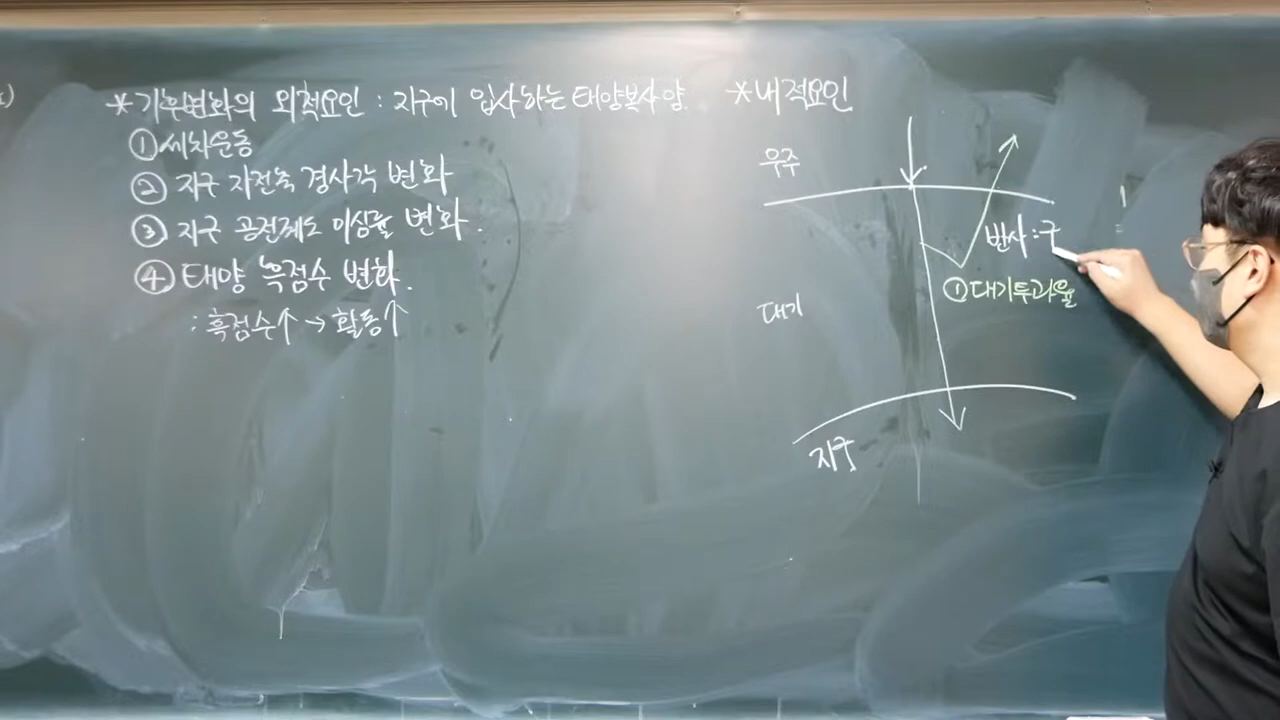 *기후변화의 외적요인 : 지구에 입사하는 태양복사양.
①세차운동
② 지구 자전축 경사각 변화
③ 지구 공전궤도 이심률 변화.
④ 태양 흑점수 변화.
: 흑점수↑ → 활동↑
*내적요인
우주
반사 : 구
①대기투과율
대기
지구